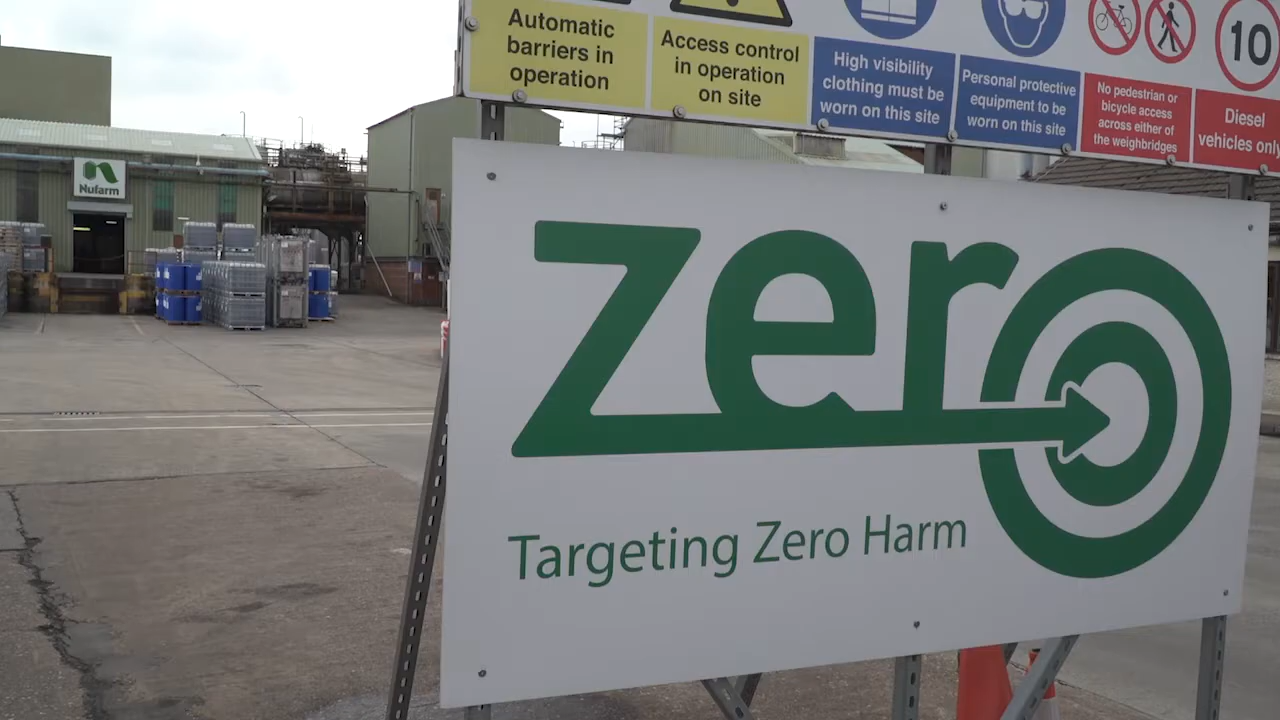 Automatic
barriers in
operation
Access control
in operation
on site
High visibility
clothing must be
worn on this site
Personal protective
equipment to be
worn on this site
No pedestrian or
bicycle access
across either of
the weighbridges
10
Diesel
vehicles only
Nufarm
zero
Targeting Zero Harm